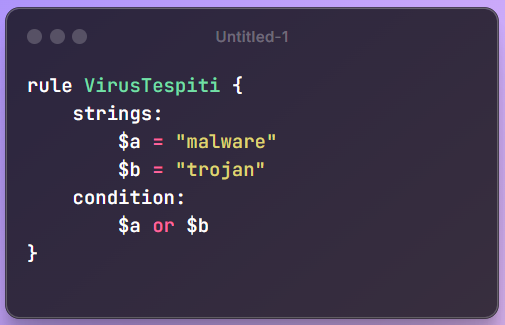 Untitled-1
rule VirusTespiti {
    strings:
        $a = "malware"
        $b = "trojan"
    condition:
        $a or $b
}